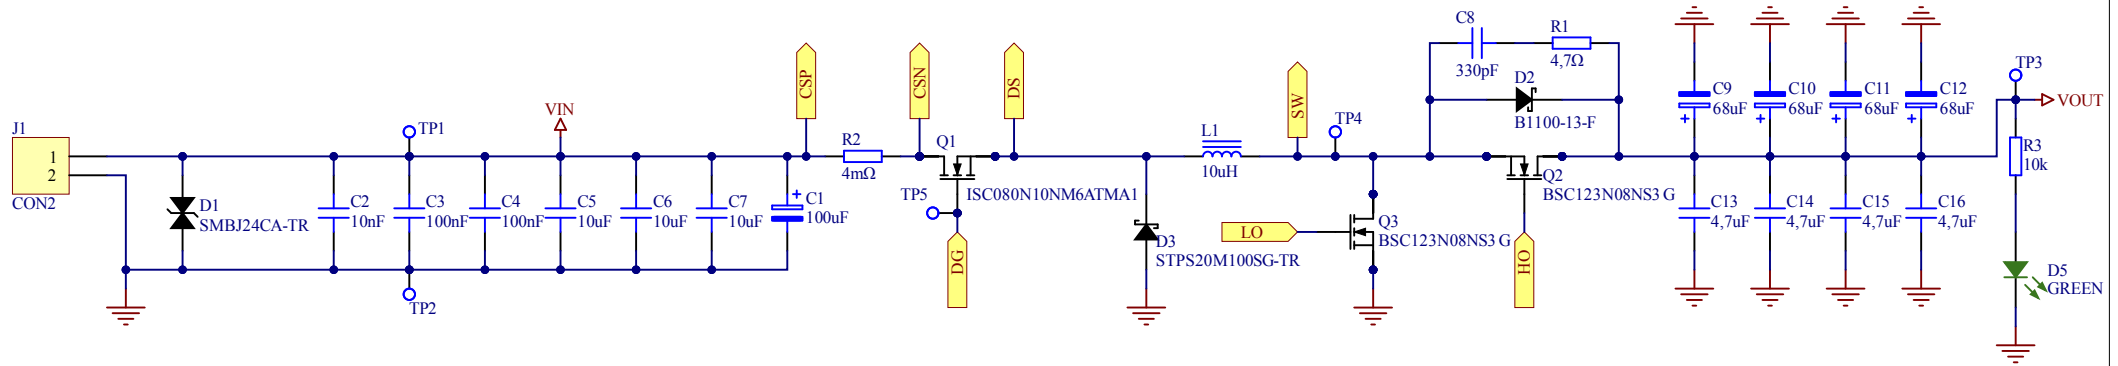 J1
1
2
CON2
D1
SMBJ24CA-TR
C2
10nF
TP1
C3
100nF
TP2
C4
100nF
VIN
C5
10uF
C6
10uF
C7
10uF
+
C1
100uF
CSP
R2
4mΩ
CSN
Q1
ISC080N10NM6ATMA1
TP5
DG
DS
D3
STPS20M100SG-TR
L1
10uH
SW
TP4
LO
Q3
BSC123N08NS3 G
C8
330pF
R1
4,7Ω
D2
B1100-13-F
Q2
BSC123N08NS3 G
HO
C9
68uF
+
C10
68uF
+
C11
68uF
+
C12
68uF
+
C13
4,7uF
C14
4,7uF
C15
4,7uF
C16
4,7uF
TP3
VOUT
R3
10k
D5
GREEN